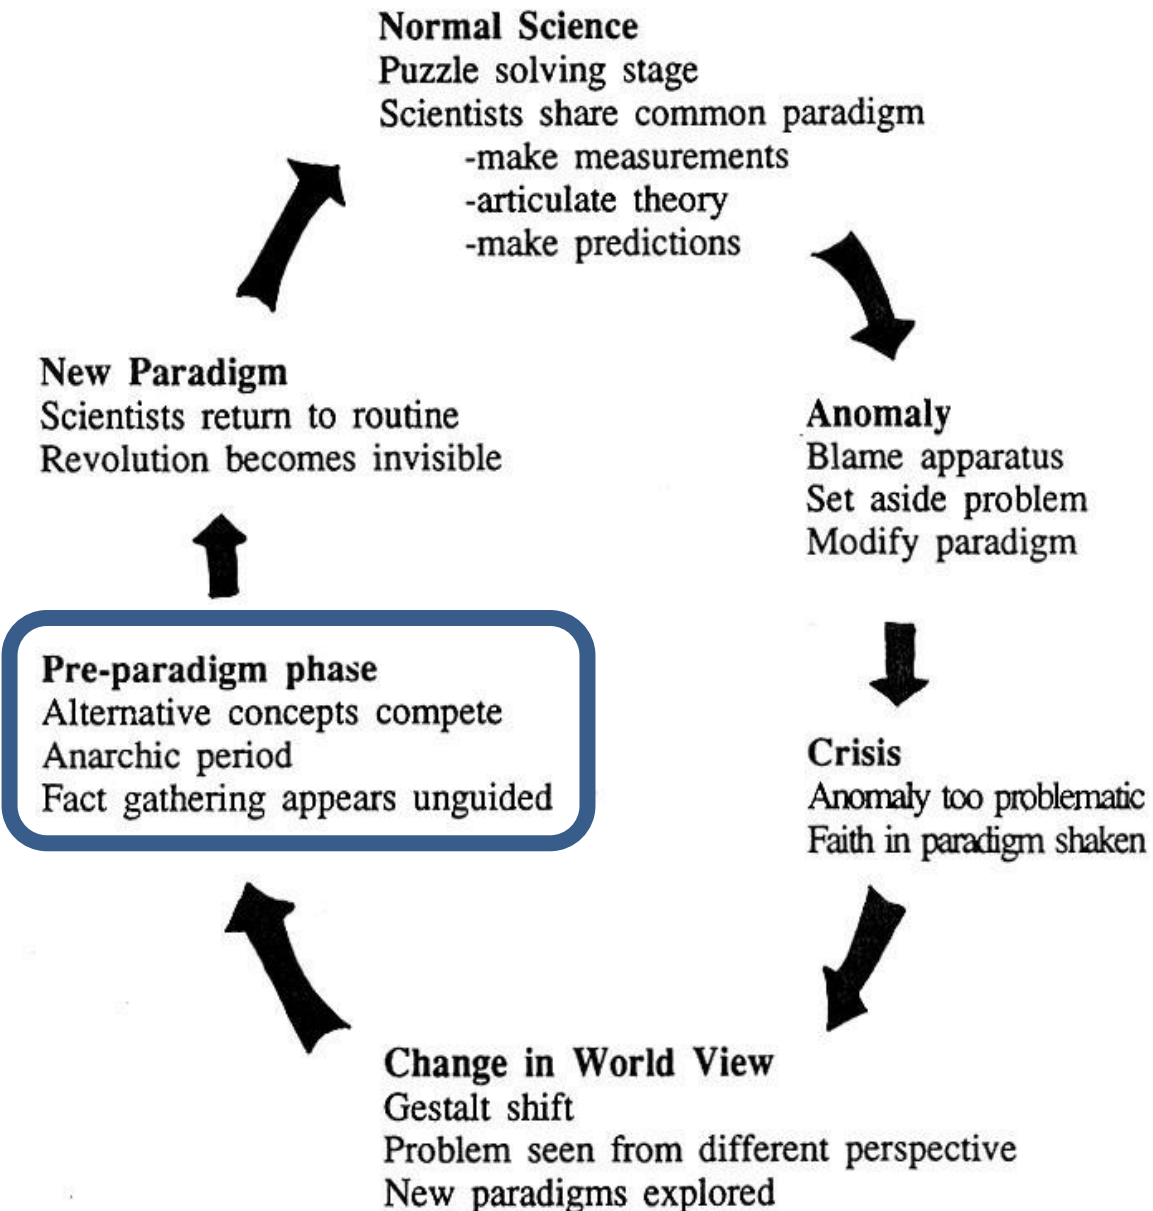 Normal Science
Puzzle solving stage
Scientists share common paradigm
-make measurements
-articulate theory
-make predictions
Anomaly
Blame apparatus
Set aside problem
Modify paradigm
Crisis
Anomaly too problematic
Faith in paradigm shaken
Change in World View
Gestalt shift
Problem seen from different perspective
New paradigms explored
Pre-paradigm phase
Alternative concepts compete
Anarchic period
Fact gathering appears unguided
New Paradigm
Scientists return to routine
Revolution becomes invisible